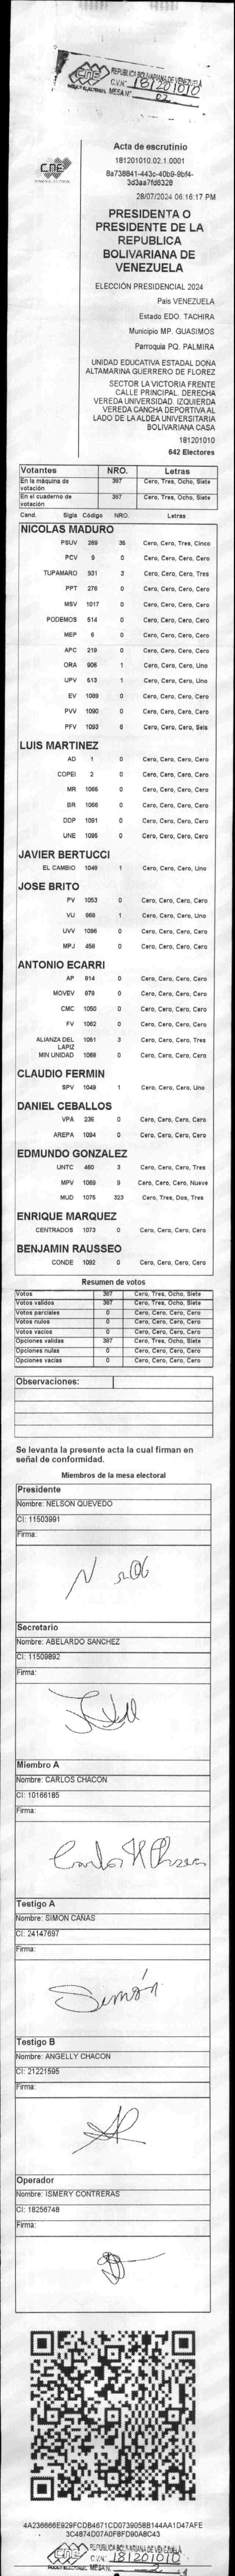 CNE
REPUBLICA BOLIVARIANA DE VENEZUELA
C.V.Nº 181201010
MESA Nº 02
CNE
Acta de escrutinio
181201010.02.1.0001
28/07/2024 06:16:17 PM
PRESIDENTA O
PRESIDENTE DE LA
REPUBLICA
BOLIVARIANA DE
VENEZUELA
ELECCIÓN PRESIDENCIAL 2024
Pais VENEZUELA
Estado EDO. TACHIRA
Municipio MP. GUASIMOS
Parroquia PQ. PALMIRA
UNIDAD EDUCATIVA ESTADAL DOÑA
ALTAMARINA GUERRERO DE FLOREZ
SECTOR LA VICTORIA FRENTE
CALLE PRINCIPAL. DERECHA
VEREDA UNIVERSIDAD. IZQUIERDA
VEREDA CANCHA DEPORTIVA AL
LADO DE LA ALDEA UNIVERSITARIA
BOLIVARIANA CASA
181201010
642 Electores
Votantes NRO. Letras
En la máquina de votación 387 Cero, Tres, Ocho, Siete
En el cuaderno de votación 387 Cero, Tres, Ocho, Siete
Cand. Sigla Código NRO. Letras
NICOLAS MADURO
PSUV 269 35 Cero, Cero, Tres, Cinco
PCV 9 0 Cero, Cero, Cero, Cero
TUPAMARO 931 3 Cero, Cero, Cero, Tres
PPT 276 0 Cero, Cero, Cero, Cero
MSV 1017 0 Cero, Cero, Cero, Cero
PODEMOS 514 0 Cero, Cero, Cero, Cero
MEP 6 0 Cero, Cero, Cero, Cero
APC 219 0 Cero, Cero, Cero, Cero
ORA 906 1 Cero, Cero, Cero, Uno
UPV 513 1 Cero, Cero, Cero, Uno
EV 1089 0 Cero, Cero, Cero, Cero
PVV 1090 0 Cero, Cero, Cero, Cero
PFV 1093 6 Cero, Cero, Cero, Seis
LUIS MARTINEZ
AD 1 0 Cero, Cero, Cero, Cero
COPEI 2 0 Cero, Cero, Cero, Cero
MR 1065 0 Cero, Cero, Cero, Cero
BR 1066 0 Cero, Cero, Cero, Cero
DDP 1091 0 Cero, Cero, Cero, Cero
UNE 1095 0 Cero, Cero, Cero, Cero
JAVIER BERTUCCI
EL CAMBIO 1049 1 Cero, Cero, Cero, Uno
JOSE BRITO
PV 1053 0 Cero, Cero, Cero, Cero
VU 968 1 Cero, Cero, Cero, Uno
UVV 1096 0 Cero, Cero, Cero, Cero
MPJ 458 0 Cero, Cero, Cero, Cero
ANTONIO ECARRI
AP 814 0 Cero, Cero, Cero, Cero
MOVEV 979 0 Cero, Cero, Cero, Cero
CMC 1050 0 Cero, Cero, Cero, Cero
FV 1062 0 Cero, Cero, Cero, Cero
ALIANZA DEL LAPIZ 1051 3 Cero, Cero, Cero, Tres
MIN UNIDAD 1068 0 Cero, Cero, Cero, Cero
CLAUDIO FERMIN
SPV 1049 1 Cero, Cero, Cero, Uno
DANIEL CEBALLOS
VPA 236 0 Cero, Cero, Cero, Cero
AREPA 1094 0 Cero, Cero, Cero, Cero
EDMUNDO GONZALEZ
UNTC 460 3 Cero, Cero, Cero, Tres
MPV 1069 9 Cero, Cero, Cero, Nueve
MUD 1075 323 Cero, Tres, Dos, Tres
ENRIQUE MARQUEZ
CENTRADOS 1073 0 Cero, Cero, Cero, Cero
BENJAMIN RAUSSEO
CONDE 1092 0 Cero, Cero, Cero, Cero
Resumen de votos
Votos 387 Cero, Tres, Ocho, Siete
Votos validos 387 Cero, Tres, Ocho, Siete
Votos parciales 0 Cero, Cero, Cero, Cero
Votos nulos 0 Cero, Cero, Cero, Cero
Votos vacios 0 Cero, Cero, Cero, Cero
Opciones validas 387 Cero, Tres, Ocho, Siete
Opciones nulas 0 Cero, Cero, Cero, Cero
Opciones vacias 0 Cero, Cero, Cero, Cero
Observaciones:
Se levanta la presente acta la cual firman en
señal de conformidad.
Miembros de la mesa electoral
Presidente
Nombre: NELSON QUEVEDO
CI: 11503991
Firma:
Secretario
Nombre: ABELARDO SANCHEZ
CI: 11509892
Firma:
Miembro A
Nombre: CARLOS CHACON
CI: 10166185
Firma:
Testigo A
Nombre: SIMON CAÑAS
CI: 24147697
Firma:
Simón
Testigo B
Nombre: ANGELLY CHACON
CI: 21221595
Firma:
Operador
Nombre: ISMERY CONTRERAS
CI: 18256748
Firma:
4A236666E929FCDB4671CD0739058B144AA1D47AFE
3C4874D07A0F8FD90A8C43
CNE
REPUBLICA BOLIVARIANA DE VENEZUELA
C.V.Nº 181201010
MESA Nº